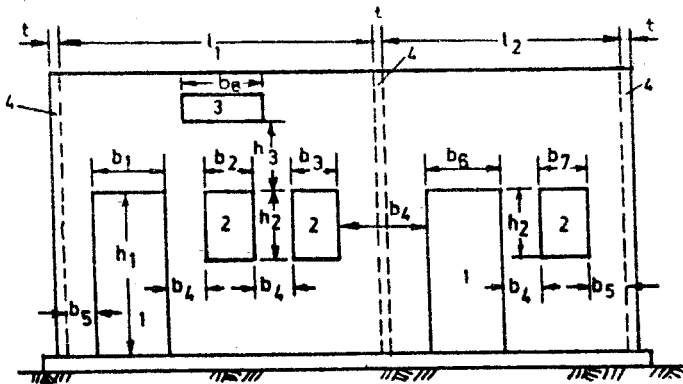 t t t
l₁ l₂
4 4 4
b₈
3
h₃
b₁ b₂ b₃ b₆ b₇
b₄
h₁ h₂ 2 2 h₂ 2
1
b₄ b₄ b₄ b₅
b₅ 1